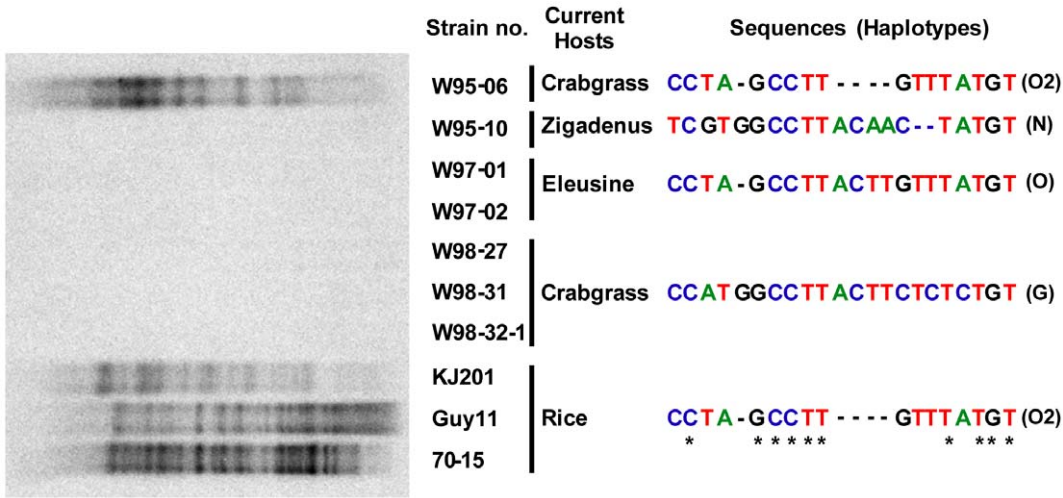 Strain no. Current Hosts Sequences (Haplotypes)
W95-06 Crabgrass CCTA-GCCTT----GTTTATGT (O2)
W95-10 Zigadenus TCGTGGCCTTACAAC--TATGT (N)
W97-01
Eleusine CCTA-GCCTTACTTGTTTATGT (O)
W97-02
W98-27
W98-31 Crabgrass CCATGGCCTTACTTCTCTCTGT (G)
W98-32-1
KJ201
Guy11 Rice CCTA-GCCTT----GTTTATGT (O2)
* * * * * * * * * *
70-15